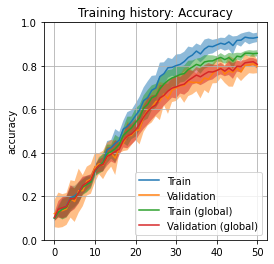 Training history: Accuracy
1.0
0.8
0.6
0.4
0.2
0.0
accuracy
0 10 20 30 40 50
Train
Validation
Train (global)
Validation (global)